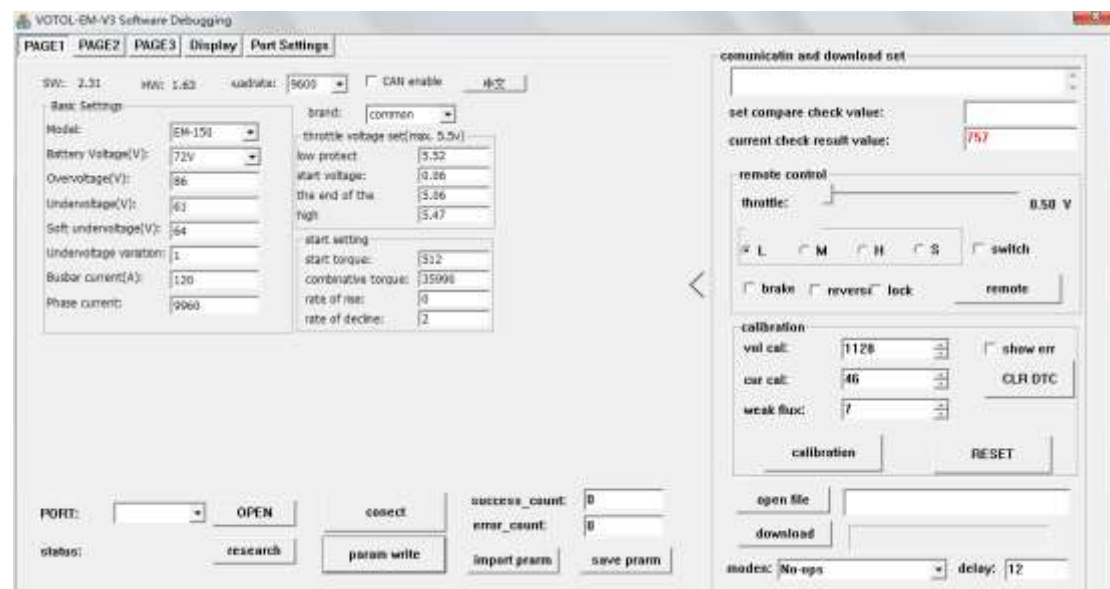 VOTOL-EM-V3 Software Debugging
PAGE1 PAGE2 PAGE3 Display Port Settings
SW: 2.31 HW: 1.63 9600 CAN enable 中文
Basic Settings
Model: EM-150
Battery Voltage(V): 72V
Overvoltage(V): 86
Undervoltage(V): 61
Soft undervoltage(V): 64
Undervoltage variation: 1
Busbar current(A): 120
Phase current: 9960
brand: common
throttle voltage set(max. 5.5v)
low protect 5.52
start voltage: 0.06
the end of the 5.06
high 5.47
start setting
start torque: 512
combinative torque: 35990
rate of rise: 0
rate of decline: 2
PORT: OPEN conect
status: research param write
success_count: 0
error_count: 0
import prarm save prarm
comunicatin and download set
set compare check value:
current check result value: 757
remote control
throttle: 0.50 V
L M H S switch
brake reversi lock remote
calibration
vol cal: 1128 show err
cur cal: 46 CLR DTC
weak flux: 7
calibration RESET
open file
download
modex: No-ops delay: 12